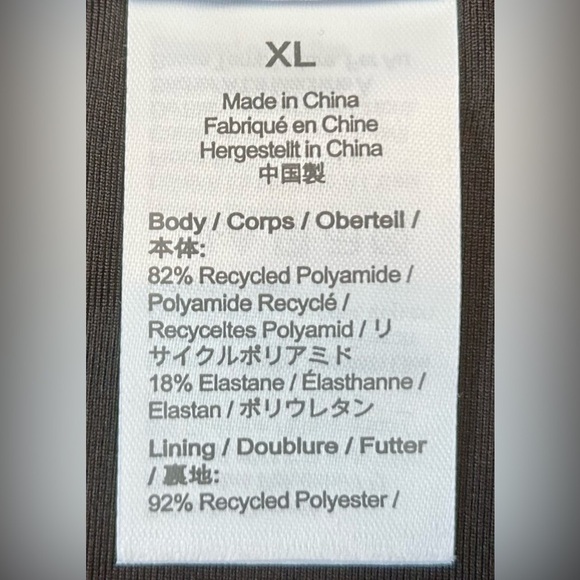 XL
Made in China
Fabriqué en Chine
Hergestellt in China
中国製
Body / Corps / Oberteil /
本体:
82% Recycled Polyamide /
Polyamide Recyclé /
Recyceltes Polyamid / リ
サイクルポリアミド
18% Elastane / Élasthanne /
Elastan / ポリウレタン
Lining / Doublure / Futter
/ 裏地:
92% Recycled Polyester /